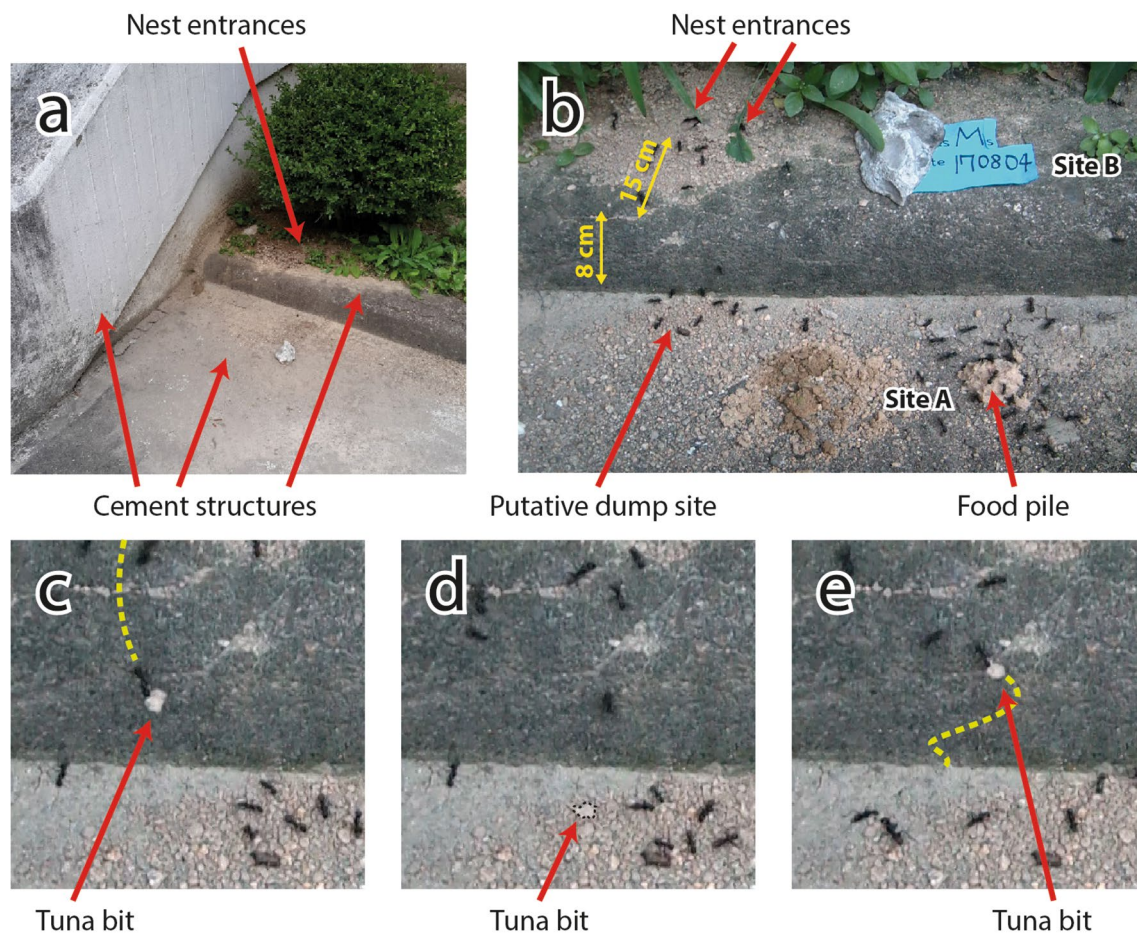 Nest entrances
Nest entrances
a
b
15 cm
8 cm
s M s
te 170804
Site B
Site A
Cement structures
Putative dump site
Food pile
c
d
e
Tuna bit
Tuna bit
Tuna bit